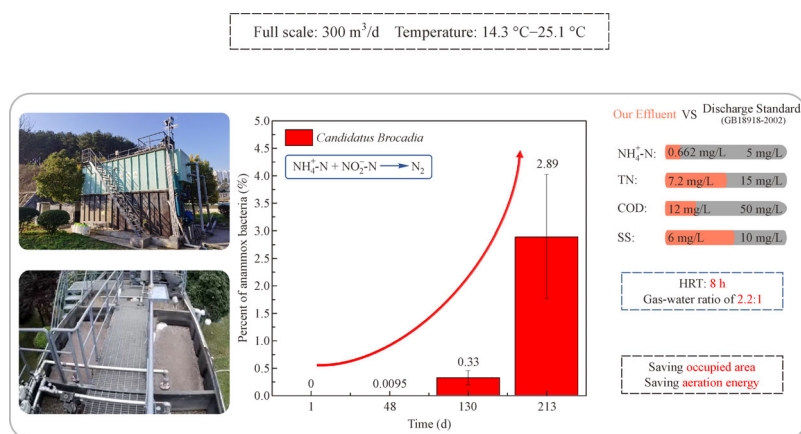 Full scale: 300 m³/d Temperature: 14.3 °C–25.1 °C
Percent of anammox bacteria (%)
5.0
4.5
4.0
3.5
3.0
2.5
2.0
1.5
1.0
0.5
0.0
Candidatus Brocadia
NH₄⁺-N + NO₂⁻-N → N₂
0
0.0095
0.33
2.89
1 48 130 213
Time (d)
Our Effluent VS Discharge Standard
(GB18918-2002)
NH₄⁺-N: 0.662 mg/L 5 mg/L
TN: 7.2 mg/L 15 mg/L
COD: 12 mg/L 50 mg/L
SS: 6 mg/L 10 mg/L
HRT: 8 h
Gas-water ratio of 2.2:1
Saving occupied area
Saving aeration energy